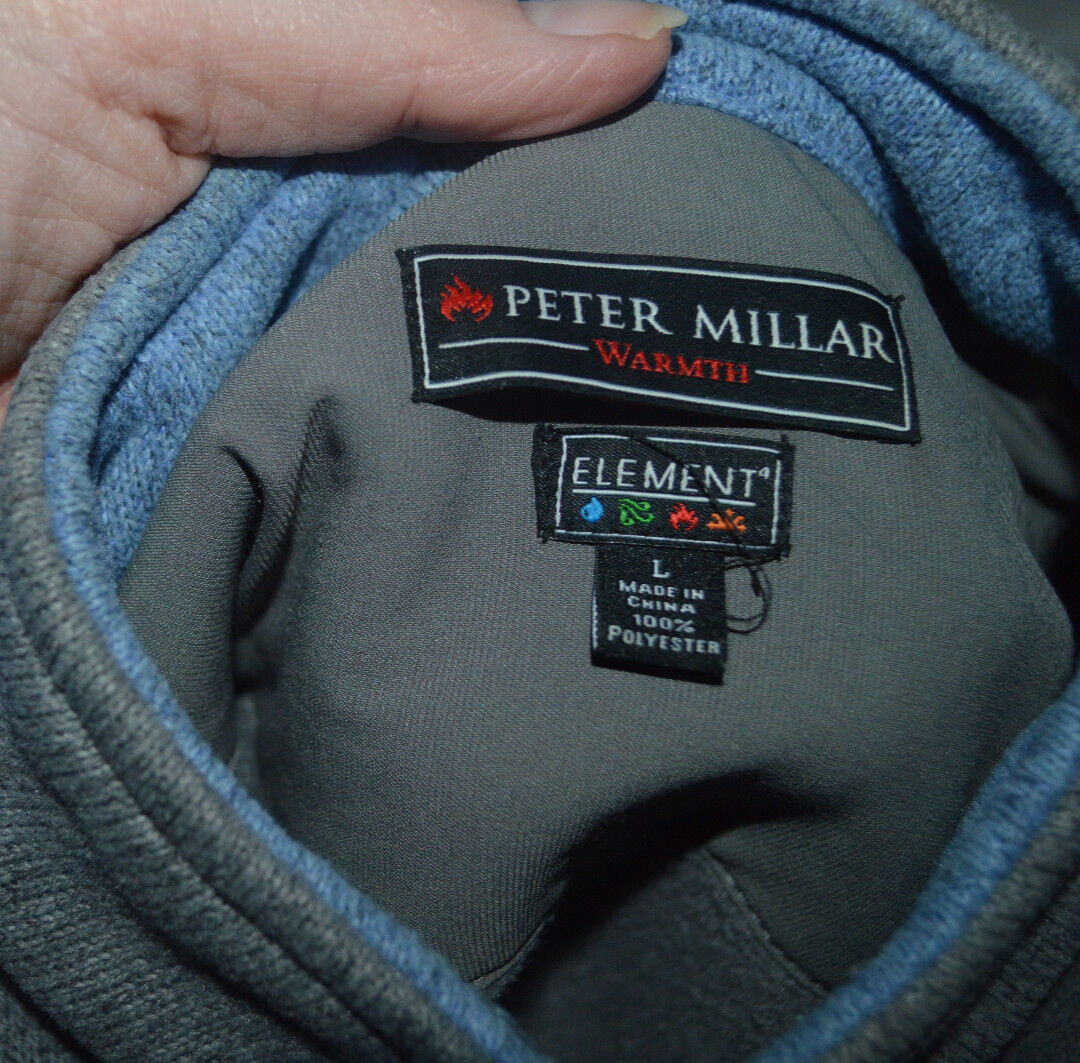 PETER MILLAR
WARMTH
ELEMENT⁴
L
MADE IN
CHINA
100%
POLYESTER